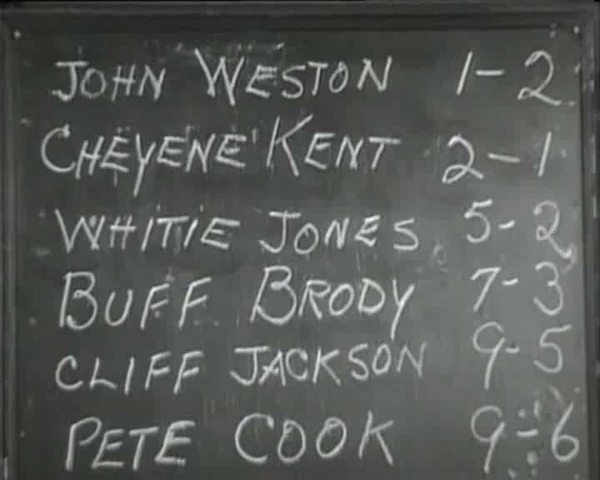 JOHN WESTON 1-2
CHEYENE KENT 2-1
WHITIE JONES 5-2
BUFF BRODY 7-3
CLIFF JACKSON 9-5
PETE COOK 9-6